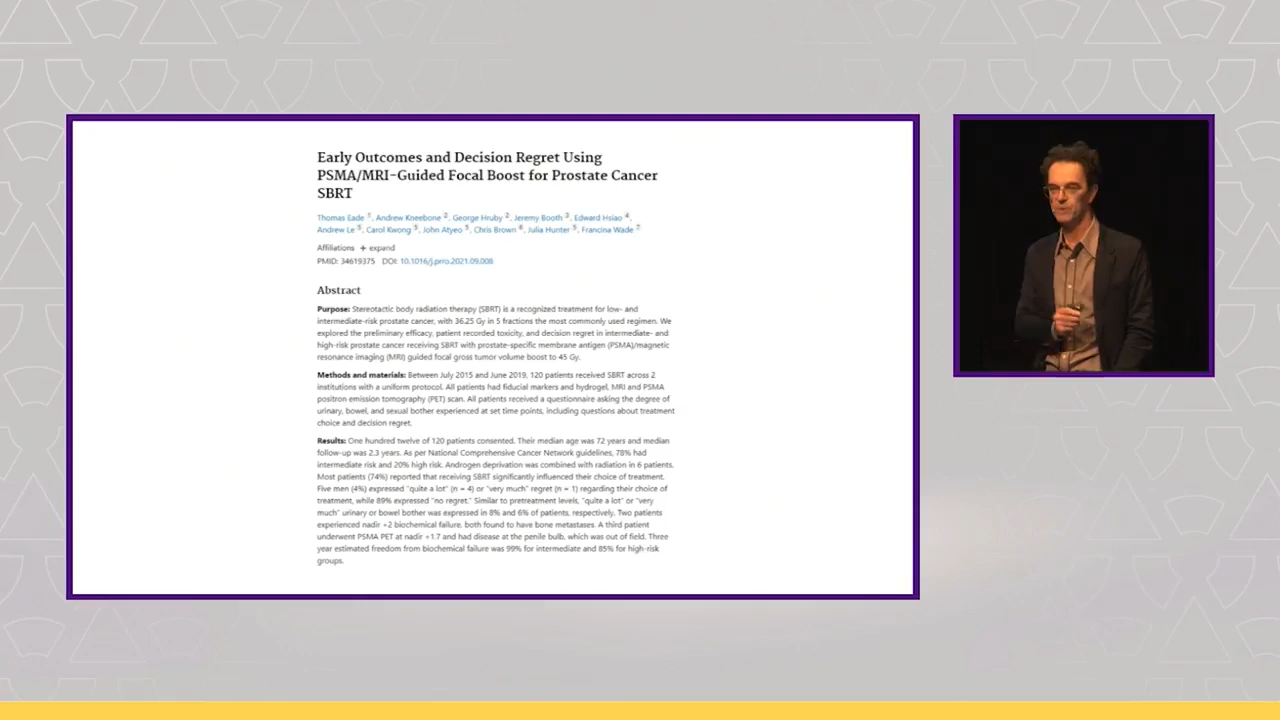 Early Outcomes and Decision Regret Using
PSMA/MRI-Guided Focal Boost for Prostate Cancer
SBRT
Thomas Eade 1, Andrew Kneebone 2, George Hruby 2, Jeremy Booth 3, Edward Hsiao 4,
Andrew Le 5, Carol Kwong 5, John Atyeo 5, Chris Brown 6, Julia Hunter 5, Francina Wade 7
Affiliations + expand
PMID: 34619375 DOI: 10.1016/j.prro.2021.09.008
Abstract
Purpose: Stereotactic body radiation therapy (SBRT) is a recognized treatment for low- and
intermediate-risk prostate cancer, with 36.25 Gy in 5 fractions the most commonly used regimen. We
explored the preliminary efficacy, patient recorded toxicity, and decision regret in intermediate- and
high-risk prostate cancer receiving SBRT with prostate-specific membrane antigen (PSMA)/magnetic
resonance imaging (MRI) guided focal gross tumor volume boost to 45 Gy.
Methods and materials: Between July 2015 and June 2019, 120 patients received SBRT across 2
institutions with a uniform protocol. All patients had fiducial markers and hydrogel, MRI and PSMA
positron emission tomography (PET) scan. All patients received a questionnaire asking the degree of
urinary, bowel, and sexual bother experienced at set time points, including questions about treatment
choice and decision regret.
Results: One hundred twelve of 120 patients consented. Their median age was 72 years and median
follow-up was 2.3 years. As per National Comprehensive Cancer Network guidelines, 78% had
intermediate risk and 20% high risk. Androgen deprivation was combined with radiation in 6 patients.
Most patients (74%) reported that receiving SBRT significantly influenced their choice of treatment.
Five men (4%) expressed "quite a lot" (n = 4) or "very much" regret (n = 1) regarding their choice of
treatment, while 89% expressed "no regret." Similar to pretreatment levels, "quite a lot" or "very
much" urinary or bowel bother was expressed in 8% and 6% of patients, respectively. Two patients
experienced nadir +2 biochemical failure, both found to have bone metastases. A third patient
underwent PSMA PET at nadir +1.7 and had disease at the penile bulb, which was out of field. Three
year estimated freedom from biochemical failure was 99% for intermediate and 85% for high-risk
groups.